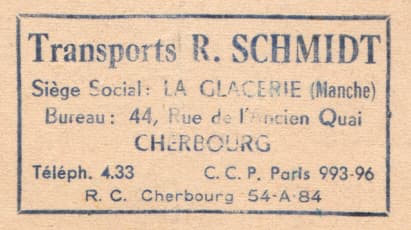 Transports R. SCHMIDT
Siège Social: LA GLACERIE (Manche)
Bureau: 44, Rue de l'Ancien Quai
CHERBOURG
Téléph. 4.33 C. C. P. Paris 993-96
R. C. Cherbourg 54-A-84